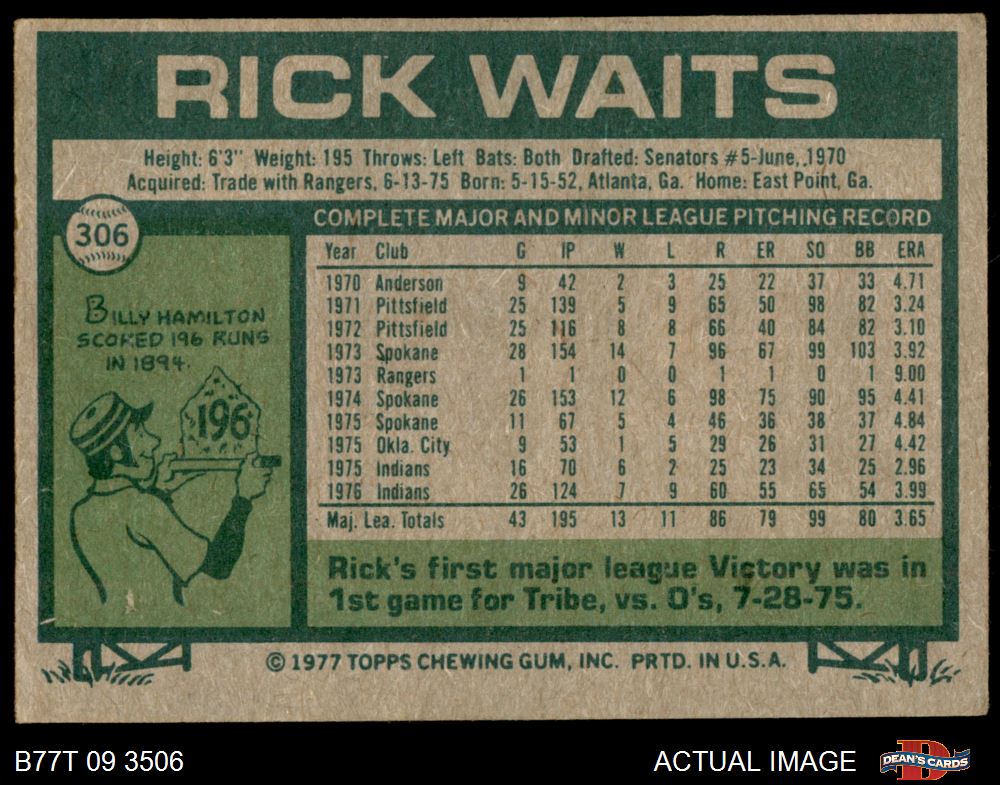 RICK WAITS
Height: 6'3" Weight: 195 Throws: Left Bats: Both Drafted: Senators #5-June, 1970
Acquired: Trade with Rangers, 6-13-75 Born: 5-15-52, Atlanta, Ga. Home: East Point, Ga.
306
BILLY HAMILTON
SCORED 196 RUNS
IN 1894.
196
COMPLETE MAJOR AND MINOR LEAGUE PITCHING RECORD
Year Club G IP W L R ER SO BB ERA
1970 Anderson 9 42 2 3 25 22 37 33 4.71
1971 Pittsfield 25 139 5 9 65 50 98 82 3.24
1972 Pittsfield 25 116 8 8 66 40 84 82 3.10
1973 Spokane 28 154 14 7 96 67 99 103 3.92
1973 Rangers 1 1 0 0 1 1 0 1 9.00
1974 Spokane 26 153 12 6 98 75 90 95 4.41
1975 Spokane 11 67 5 4 46 36 38 37 4.84
1975 Okla. City 9 53 1 5 29 26 31 27 4.42
1975 Indians 16 70 6 2 25 23 34 25 2.96
1976 Indians 26 124 7 9 60 55 65 54 3.99
Maj. Lea. Totals 43 195 13 11 86 79 99 80 3.65
Rick's first major league Victory was in
1st game for Tribe, vs. O's, 7-28-75.
© 1977 TOPPS CHEWING GUM, INC. PRTD. IN U.S.A.
B77T 09 3506
ACTUAL IMAGE
D
DEAN'S CARDS